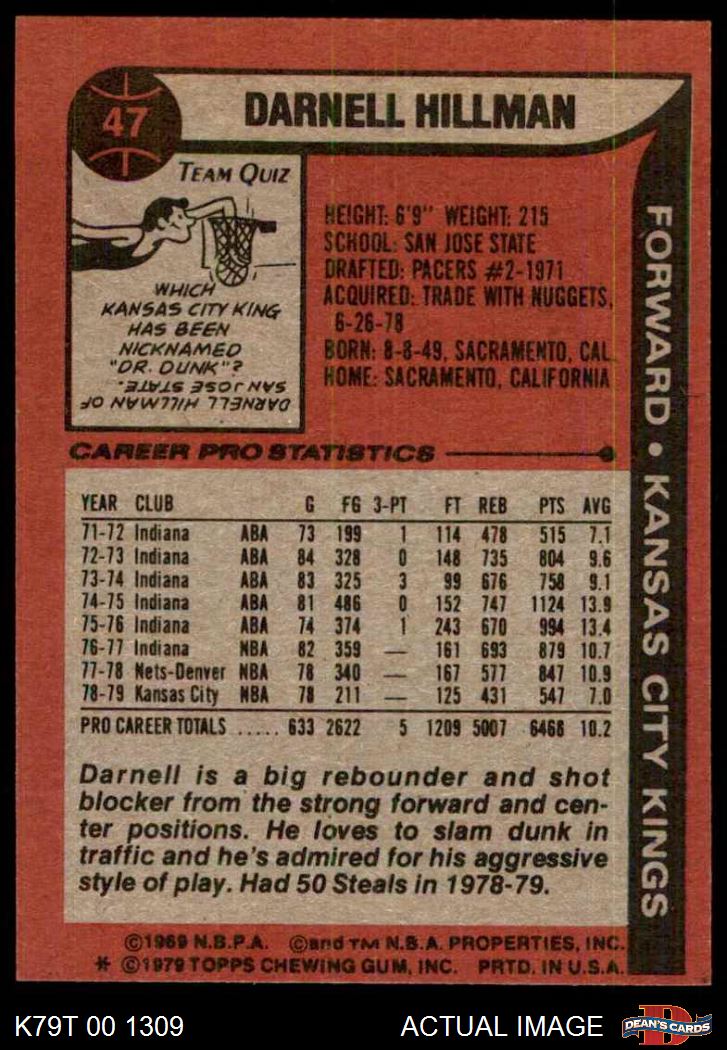 47
DARNELL HILLMAN
TEAM QUIZ
WHICH
KANSAS CITY KING
HAS BEEN
NICKNAMED
"DR. DUNK"?
DARNELL HILLMAN OF
SAN JOSE STATE.
HEIGHT: 6'9" WEIGHT: 215
SCHOOL: SAN JOSE STATE
DRAFTED: PACERS #2-1971
ACQUIRED: TRADE WITH NUGGETS,
6-26-78
BORN: 8-8-49, SACRAMENTO, CAL.
HOME: SACRAMENTO, CALIFORNIA
FORWARD • KANSAS CITY KINGS
CAREER PRO STATISTICS
YEAR CLUB G FG 3-PT FT REB PTS AVG
71-72 Indiana ABA 73 199 1 114 478 515 7.1
72-73 Indiana ABA 84 328 0 148 735 804 9.6
73-74 Indiana ABA 83 325 3 99 676 758 9.1
74-75 Indiana ABA 81 486 0 152 747 1124 13.9
75-76 Indiana ABA 74 374 1 243 670 994 13.4
76-77 Indiana NBA 82 359 — 161 693 879 10.7
77-78 Nets-Denver NBA 78 340 — 167 577 847 10.9
78-79 Kansas City NBA 78 211 — 125 431 547 7.0
PRO CAREER TOTALS ..... 633 2622 5 1209 5007 6468 10.2
Darnell is a big rebounder and shot
blocker from the strong forward and cen-
ter positions. He loves to slam dunk in
traffic and he's admired for his aggressive
style of play. Had 50 Steals in 1978-79.
©1969 N.B.P.A. ©and TM N.B.A. PROPERTIES, INC.
* ©1979 TOPPS CHEWING GUM, INC. PRTD. IN U.S.A.
K79T 00 1309
ACTUAL IMAGE
D
DEAN'S CARDS